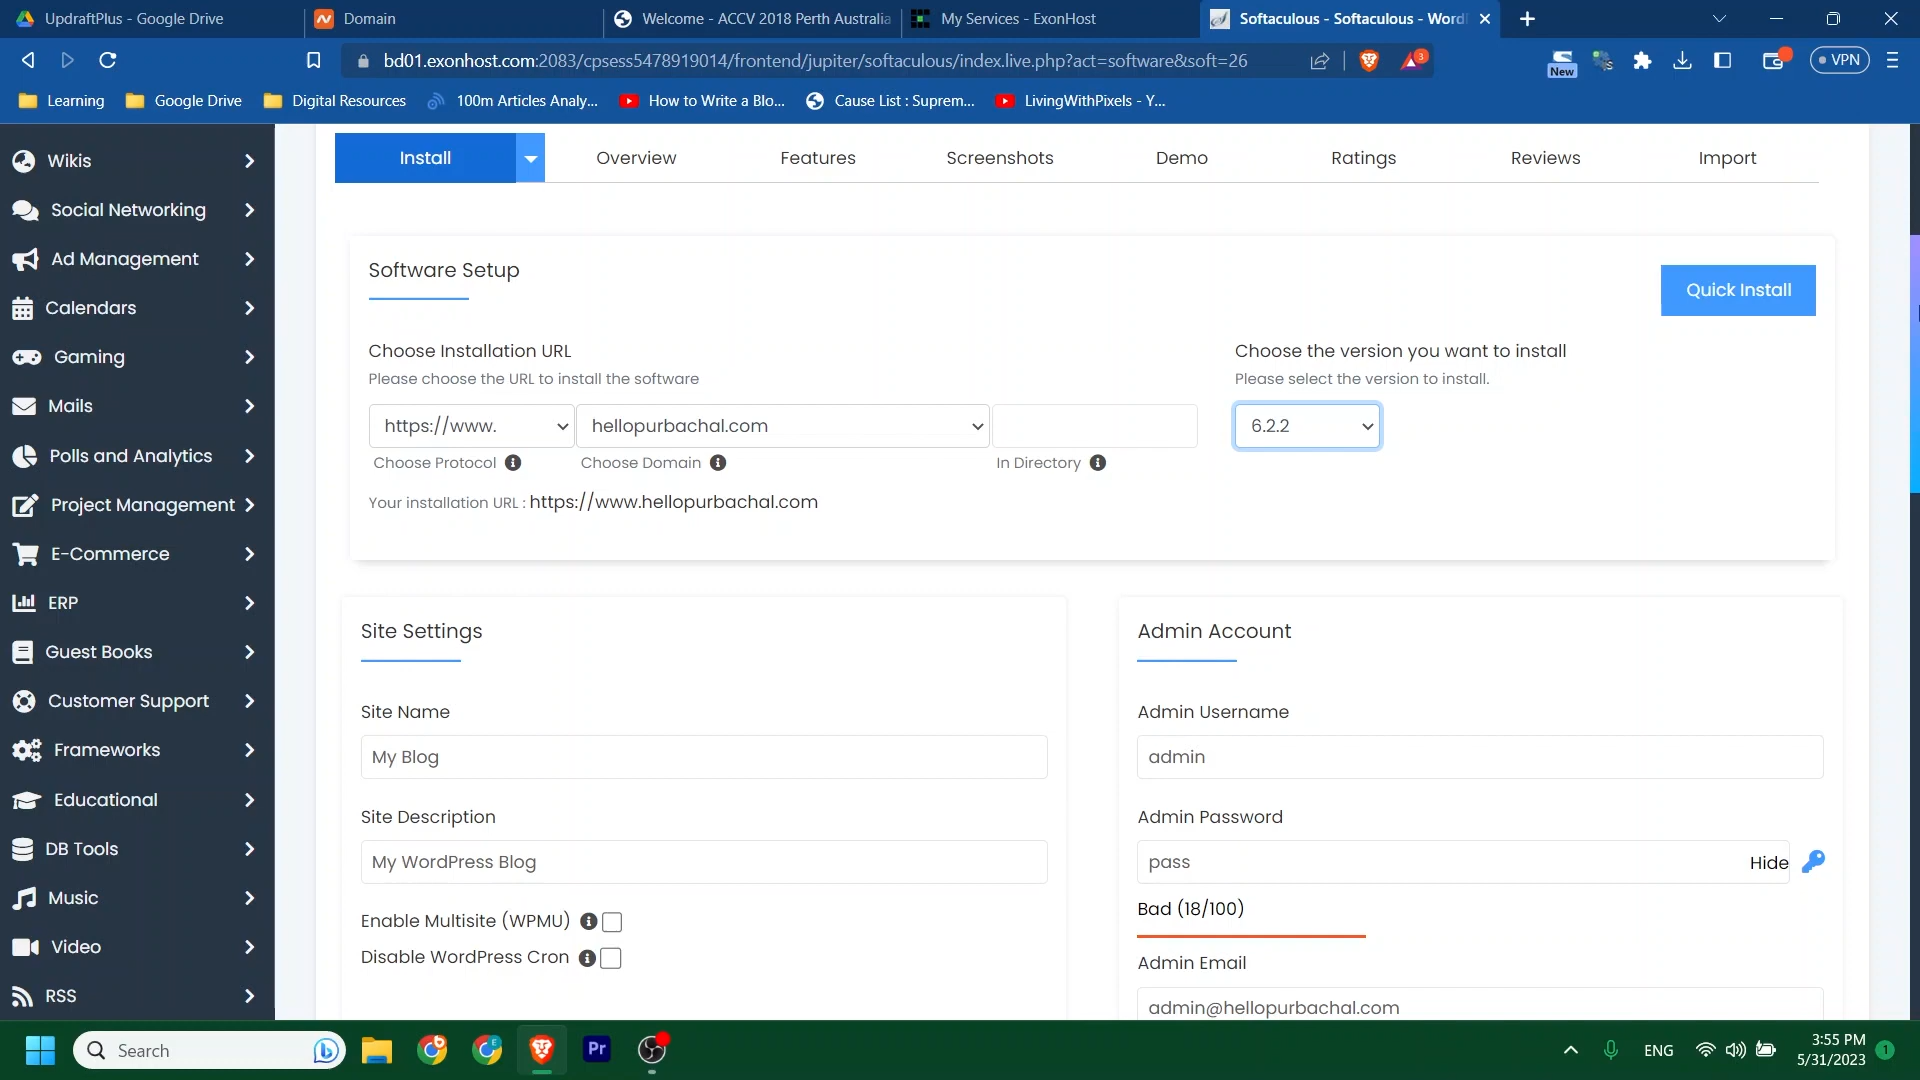 UpdraftPlus - Google Drive
Domain
Welcome - ACCV 2018 Perth Australia
My Services - ExonHost
Softaculous - Softaculous - Word
bd01.exonhost.com:2083/cpsess5478919014/frontend/jupiter/softaculous/index.live.php?act=software&soft=26
3
New
VPN
Learning
Google Drive
Digital Resources
100m Articles Analy...
How to Write a Blo...
Cause List : Suprem...
LivingWithPixels - Y...
Wikis
Social Networking
Ad Management
Calendars
Gaming
Mails
Polls and Analytics
Project Management
E-Commerce
ERP
Guest Books
Customer Support
Frameworks
Educational
DB Tools
Music
Video
RSS
Install
Overview
Features
Screenshots
Demo
Ratings
Reviews
Import
Software Setup
Quick Install
Choose Installation URL
Please choose the URL to install the software
https://www.
hellopurbachal.com
Choose Protocol
Choose Domain
In Directory
Your installation URL : https://www.hellopurbachal.com
Choose the version you want to install
Please select the version to install.
6.2.2
Site Settings
Site Name
My Blog
Site Description
My WordPress Blog
Enable Multisite (WPMU)
Disable WordPress Cron
Admin Account
Admin Username
admin
Admin Password
pass
Hide
Bad (18/100)
Admin Email
admin@hellopurbachal.com
Search
Pr
ENG
3:55 PM
5/31/2023
1